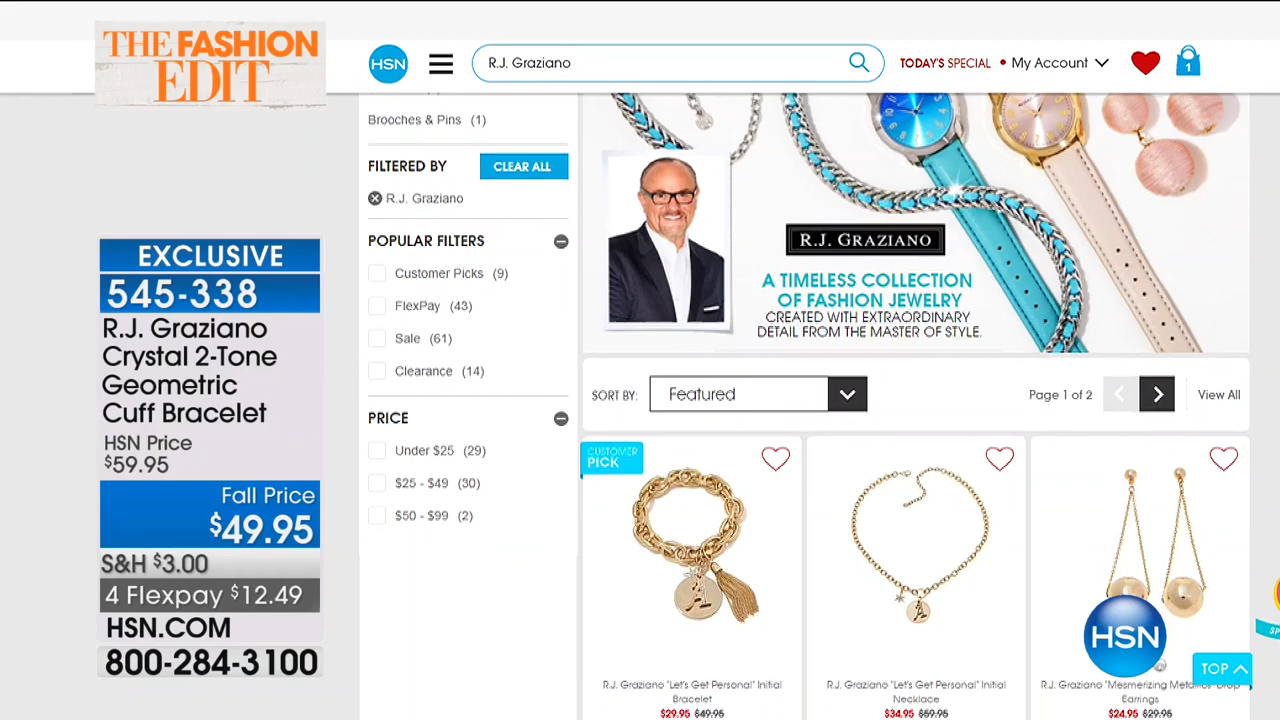 THE FASHION
EDIT
HSN
R.J. Graziano
TODAY'S SPECIAL • My Account
1
Brooches & Pins (1)
FILTERED BY
CLEAR ALL
R.J. Graziano
POPULAR FILTERS
Customer Picks (9)
FlexPay (43)
Sale (61)
Clearance (14)
PRICE
Under $25 (29)
$25 - $49 (30)
$50 - $99 (2)
R.J. GRAZIANO
A TIMELESS COLLECTION
OF FASHION JEWELRY
CREATED WITH EXTRAORDINARY
DETAIL FROM THE MASTER OF STYLE.
SORT BY:
Featured
Page 1 of 2
View All
CUSTOMER
PICK
R.J. Graziano "Let's Get Personal" Initial
Bracelet
$29.95 $49.95
R.J. Graziano "Let's Get Personal" Initial
Necklace
$34.95 $59.95
R.J. Graziano "Mesmerizing Metallics" Drop
Earrings
$24.95 $29.95
HSN
TOP
EXCLUSIVE
545-338
R.J. Graziano
Crystal 2-Tone
Geometric
Cuff Bracelet
HSN Price
$59.95
Fall Price
$49.95
S&H $3.00
4 Flexpay $12.49
HSN.COM
800-284-3100